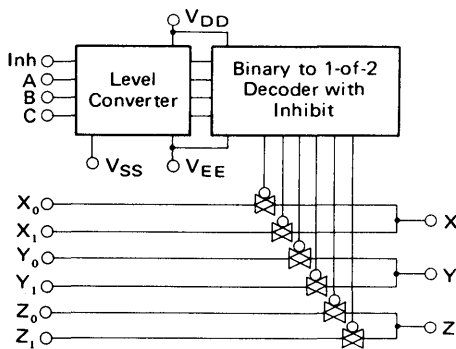 V_DD
Inh
A
B
C
Level
Converter
Binary to 1-of-2
Decoder with
Inhibit
V_SS
V_EE
X_0
X_1
X
Y_0
Y_1
Y
Z_0
Z_1
Z